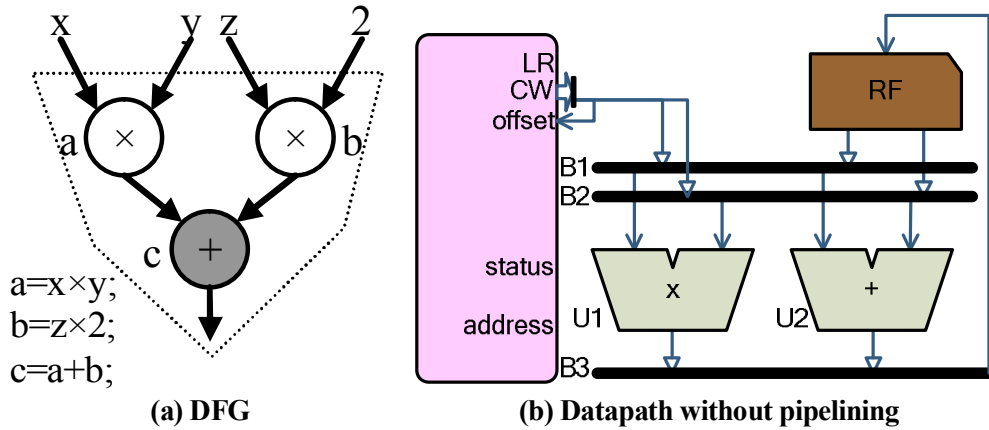 x y z 2
a × × b
c +
a=x×y;
b=z×2;
c=a+b;
(a) DFG
LR
CW
offset
status
address
RF
B1
B2
U1 x U2 +
B3
(b) Datapath without pipelining